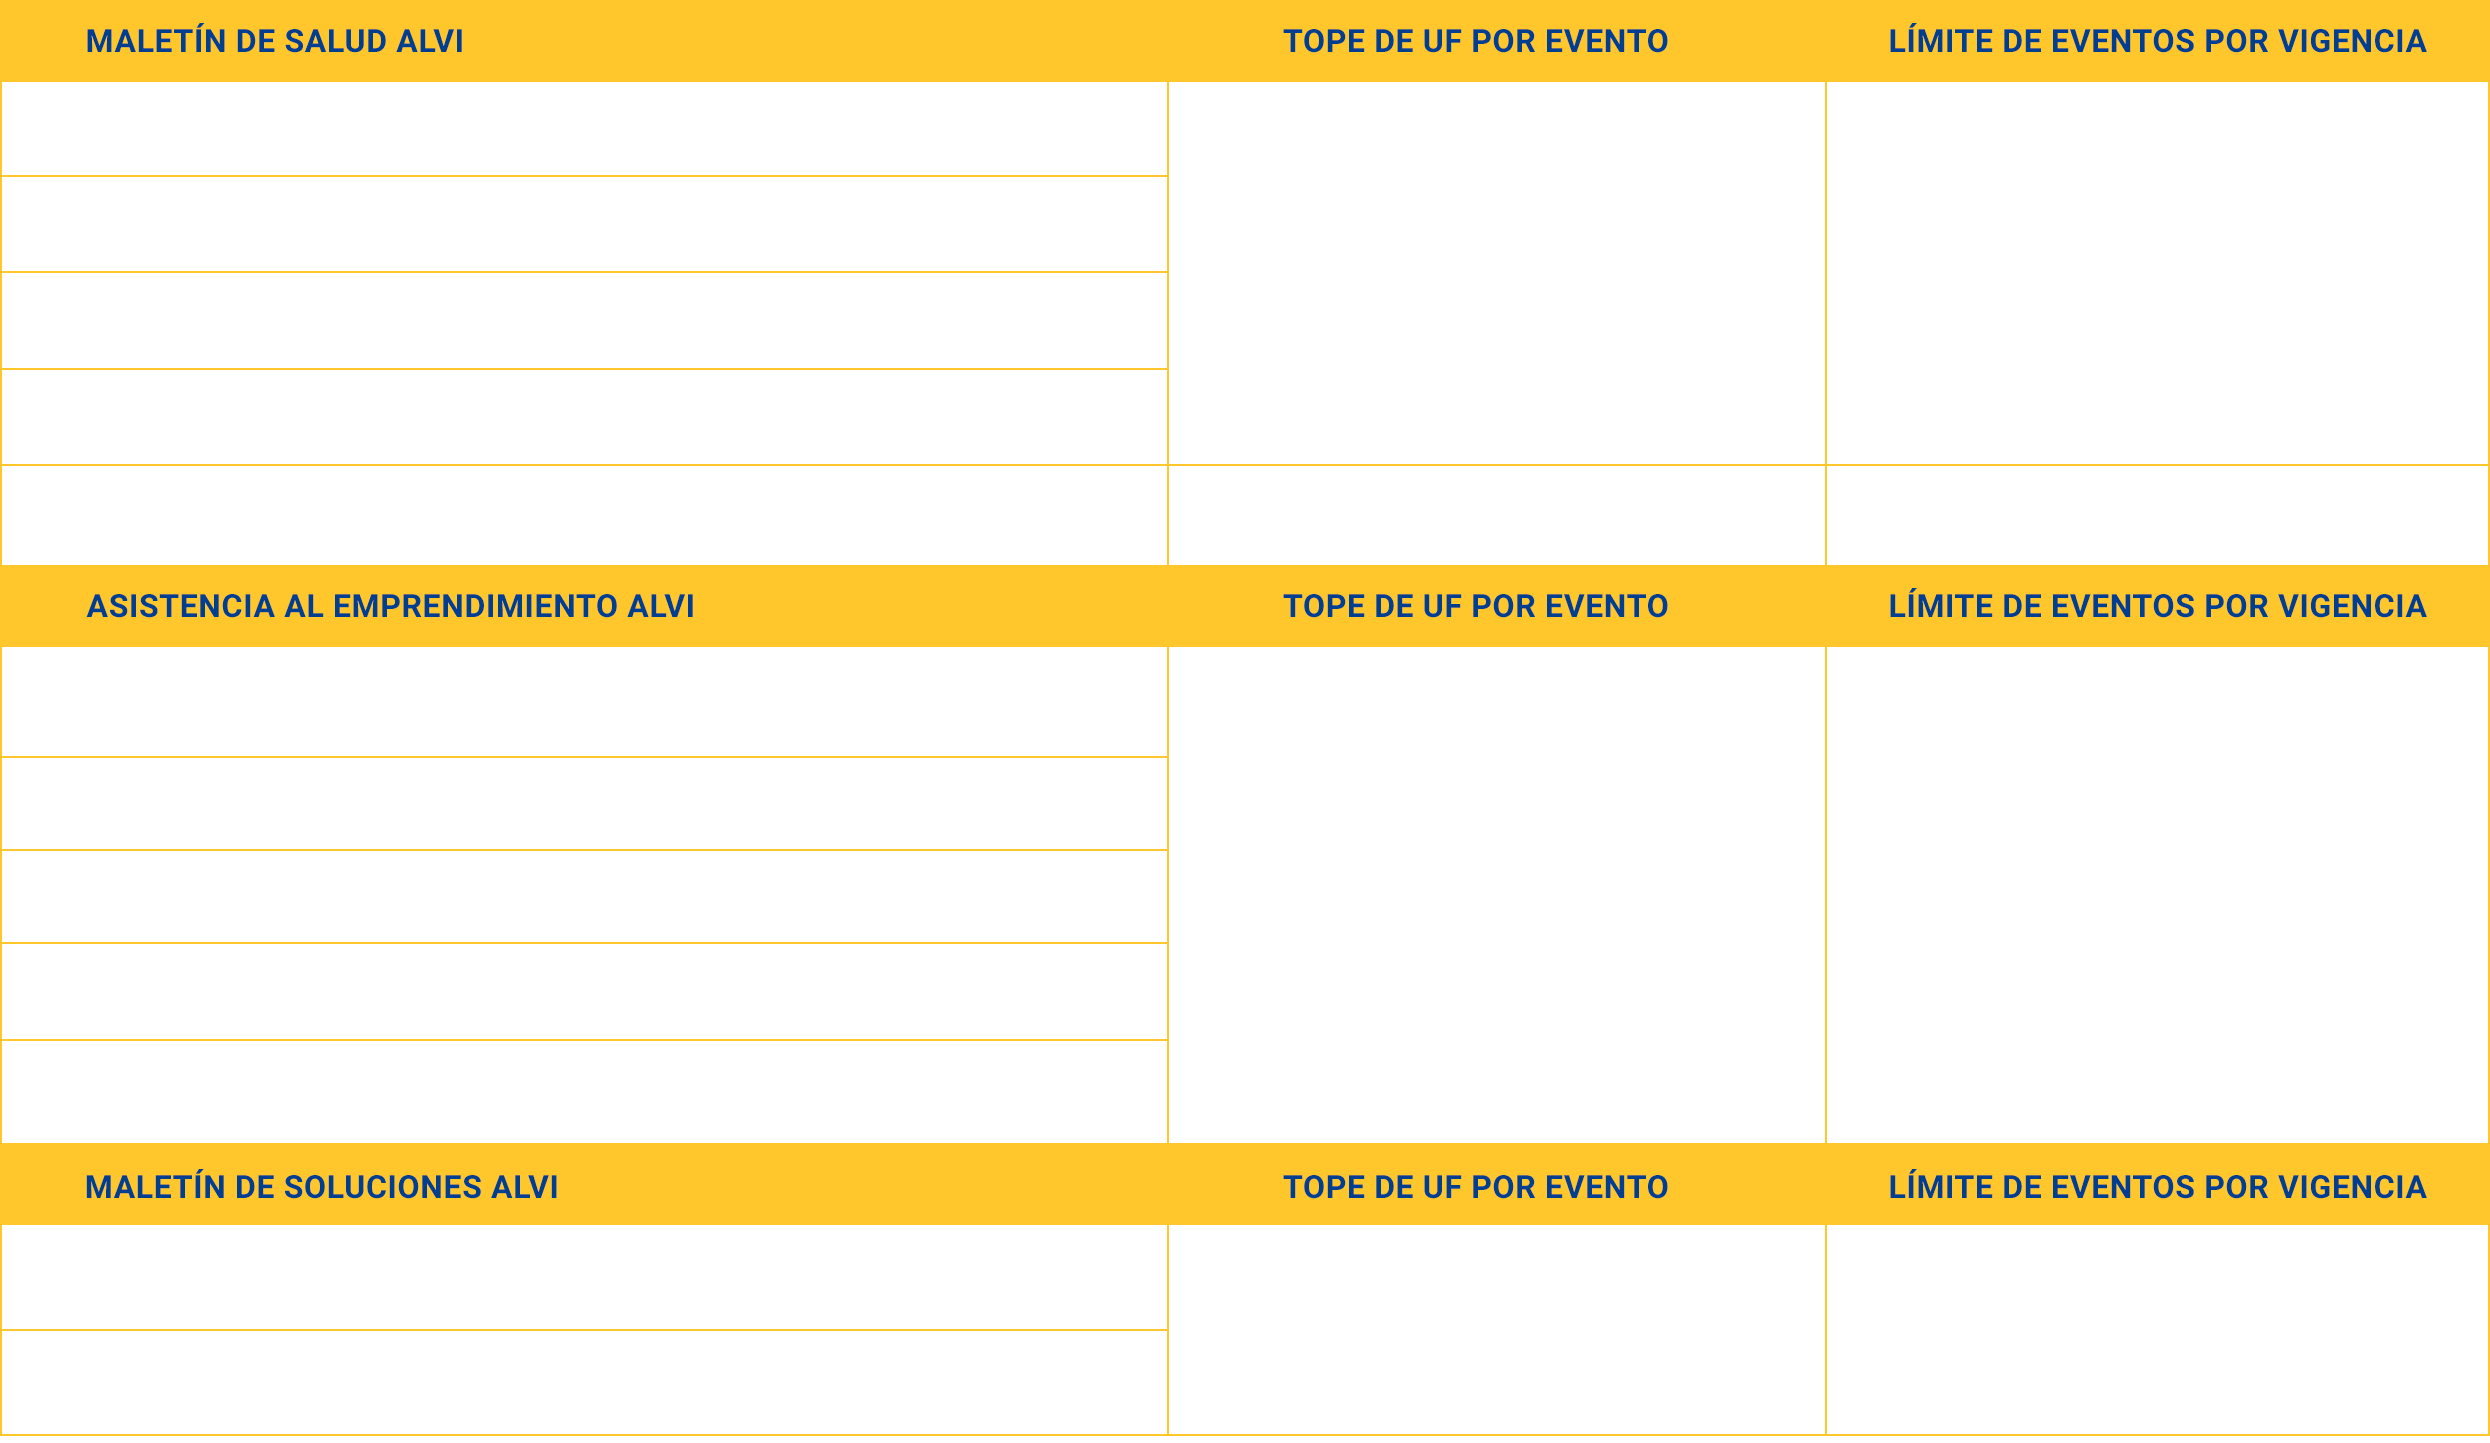 MALETÍN DE SALUD ALVI TOPE DE UF POR EVENTO LÍMITE DE EVENTOS POR VIGENCIA
ASISTENCIA AL EMPRENDIMIENTO ALVI TOPE DE UF POR EVENTO LÍMITE DE EVENTOS POR VIGENCIA
MALETÍN DE SOLUCIONES ALVI TOPE DE UF POR EVENTO LÍMITE DE EVENTOS POR VIGENCIA